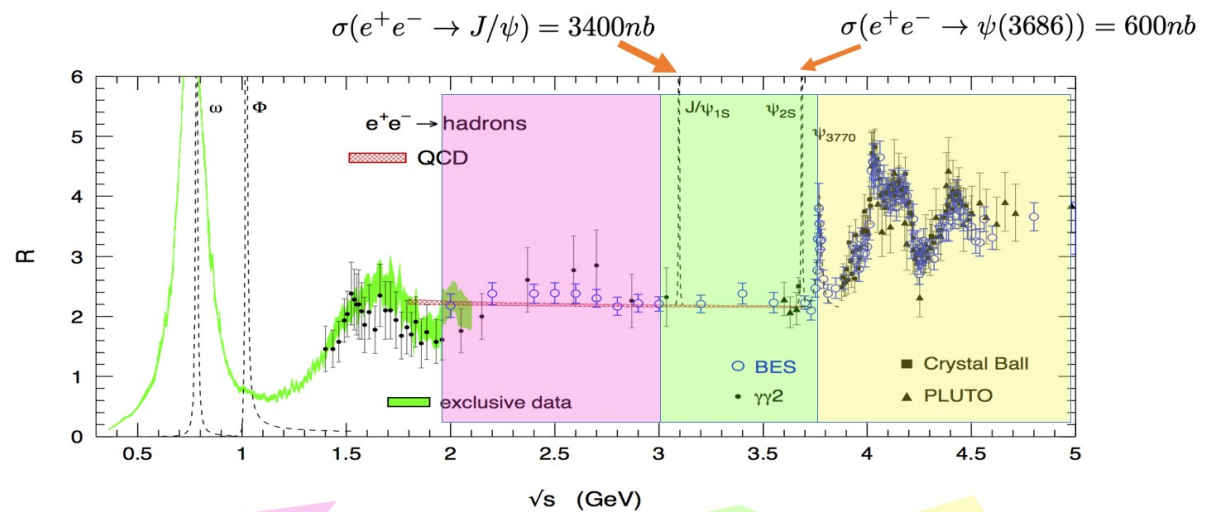 σ(e⁺e⁻ → J/ψ) = 3400nb
σ(e⁺e⁻ → ψ(3686)) = 600nb
6
5
4
3
2
1
0
R
ω
Φ
e⁺e⁻ → hadrons
QCD
J/ψ₁S
ψ₂S
ψ₃₇₇₀
exclusive data
BES
γγ2
Crystal Ball
PLUTO
0.5
1
1.5
2
2.5
3
3.5
4
4.5
5
√s (GeV)